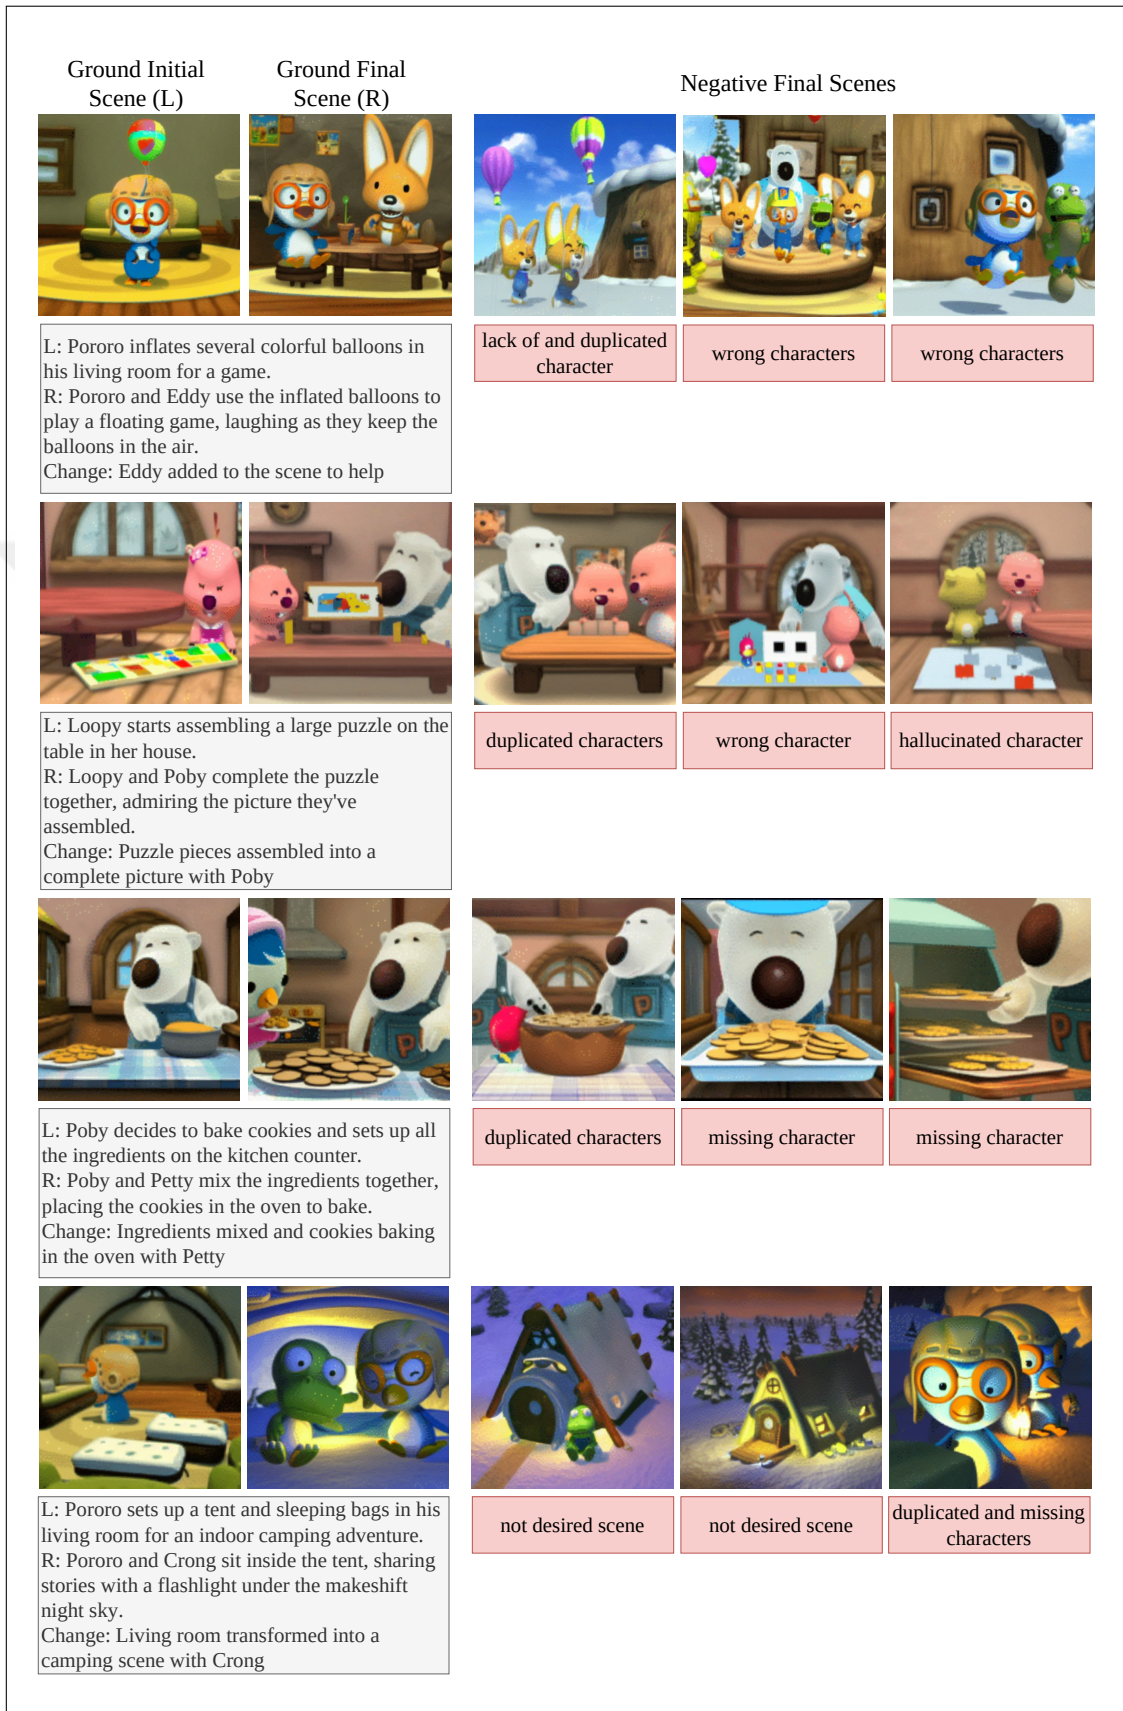 Ground Initial
Scene (L)
Ground Final
Scene (R)
Negative Final Scenes
L: Pororo inflates several colorful balloons in
his living room for a game.
R: Pororo and Eddy use the inflated balloons to
play a floating game, laughing as they keep the
balloons in the air.
Change: Eddy added to the scene to help
lack of and duplicated
character
wrong characters
wrong characters
L: Loopy starts assembling a large puzzle on the
table in her house.
R: Loopy and Poby complete the puzzle
together, admiring the picture they've
assembled.
Change: Puzzle pieces assembled into a
complete picture with Poby
duplicated characters
wrong character
hallucinated character
L: Poby decides to bake cookies and sets up all
the ingredients on the kitchen counter.
R: Poby and Petty mix the ingredients together,
placing the cookies in the oven to bake.
Change: Ingredients mixed and cookies baking
in the oven with Petty
duplicated characters
missing character
missing character
L: Pororo sets up a tent and sleeping bags in his
living room for an indoor camping adventure.
R: Pororo and Crong sit inside the tent, sharing
stories with a flashlight under the makeshift
night sky.
Change: Living room transformed into a
camping scene with Crong
not desired scene
not desired scene
duplicated and missing
characters